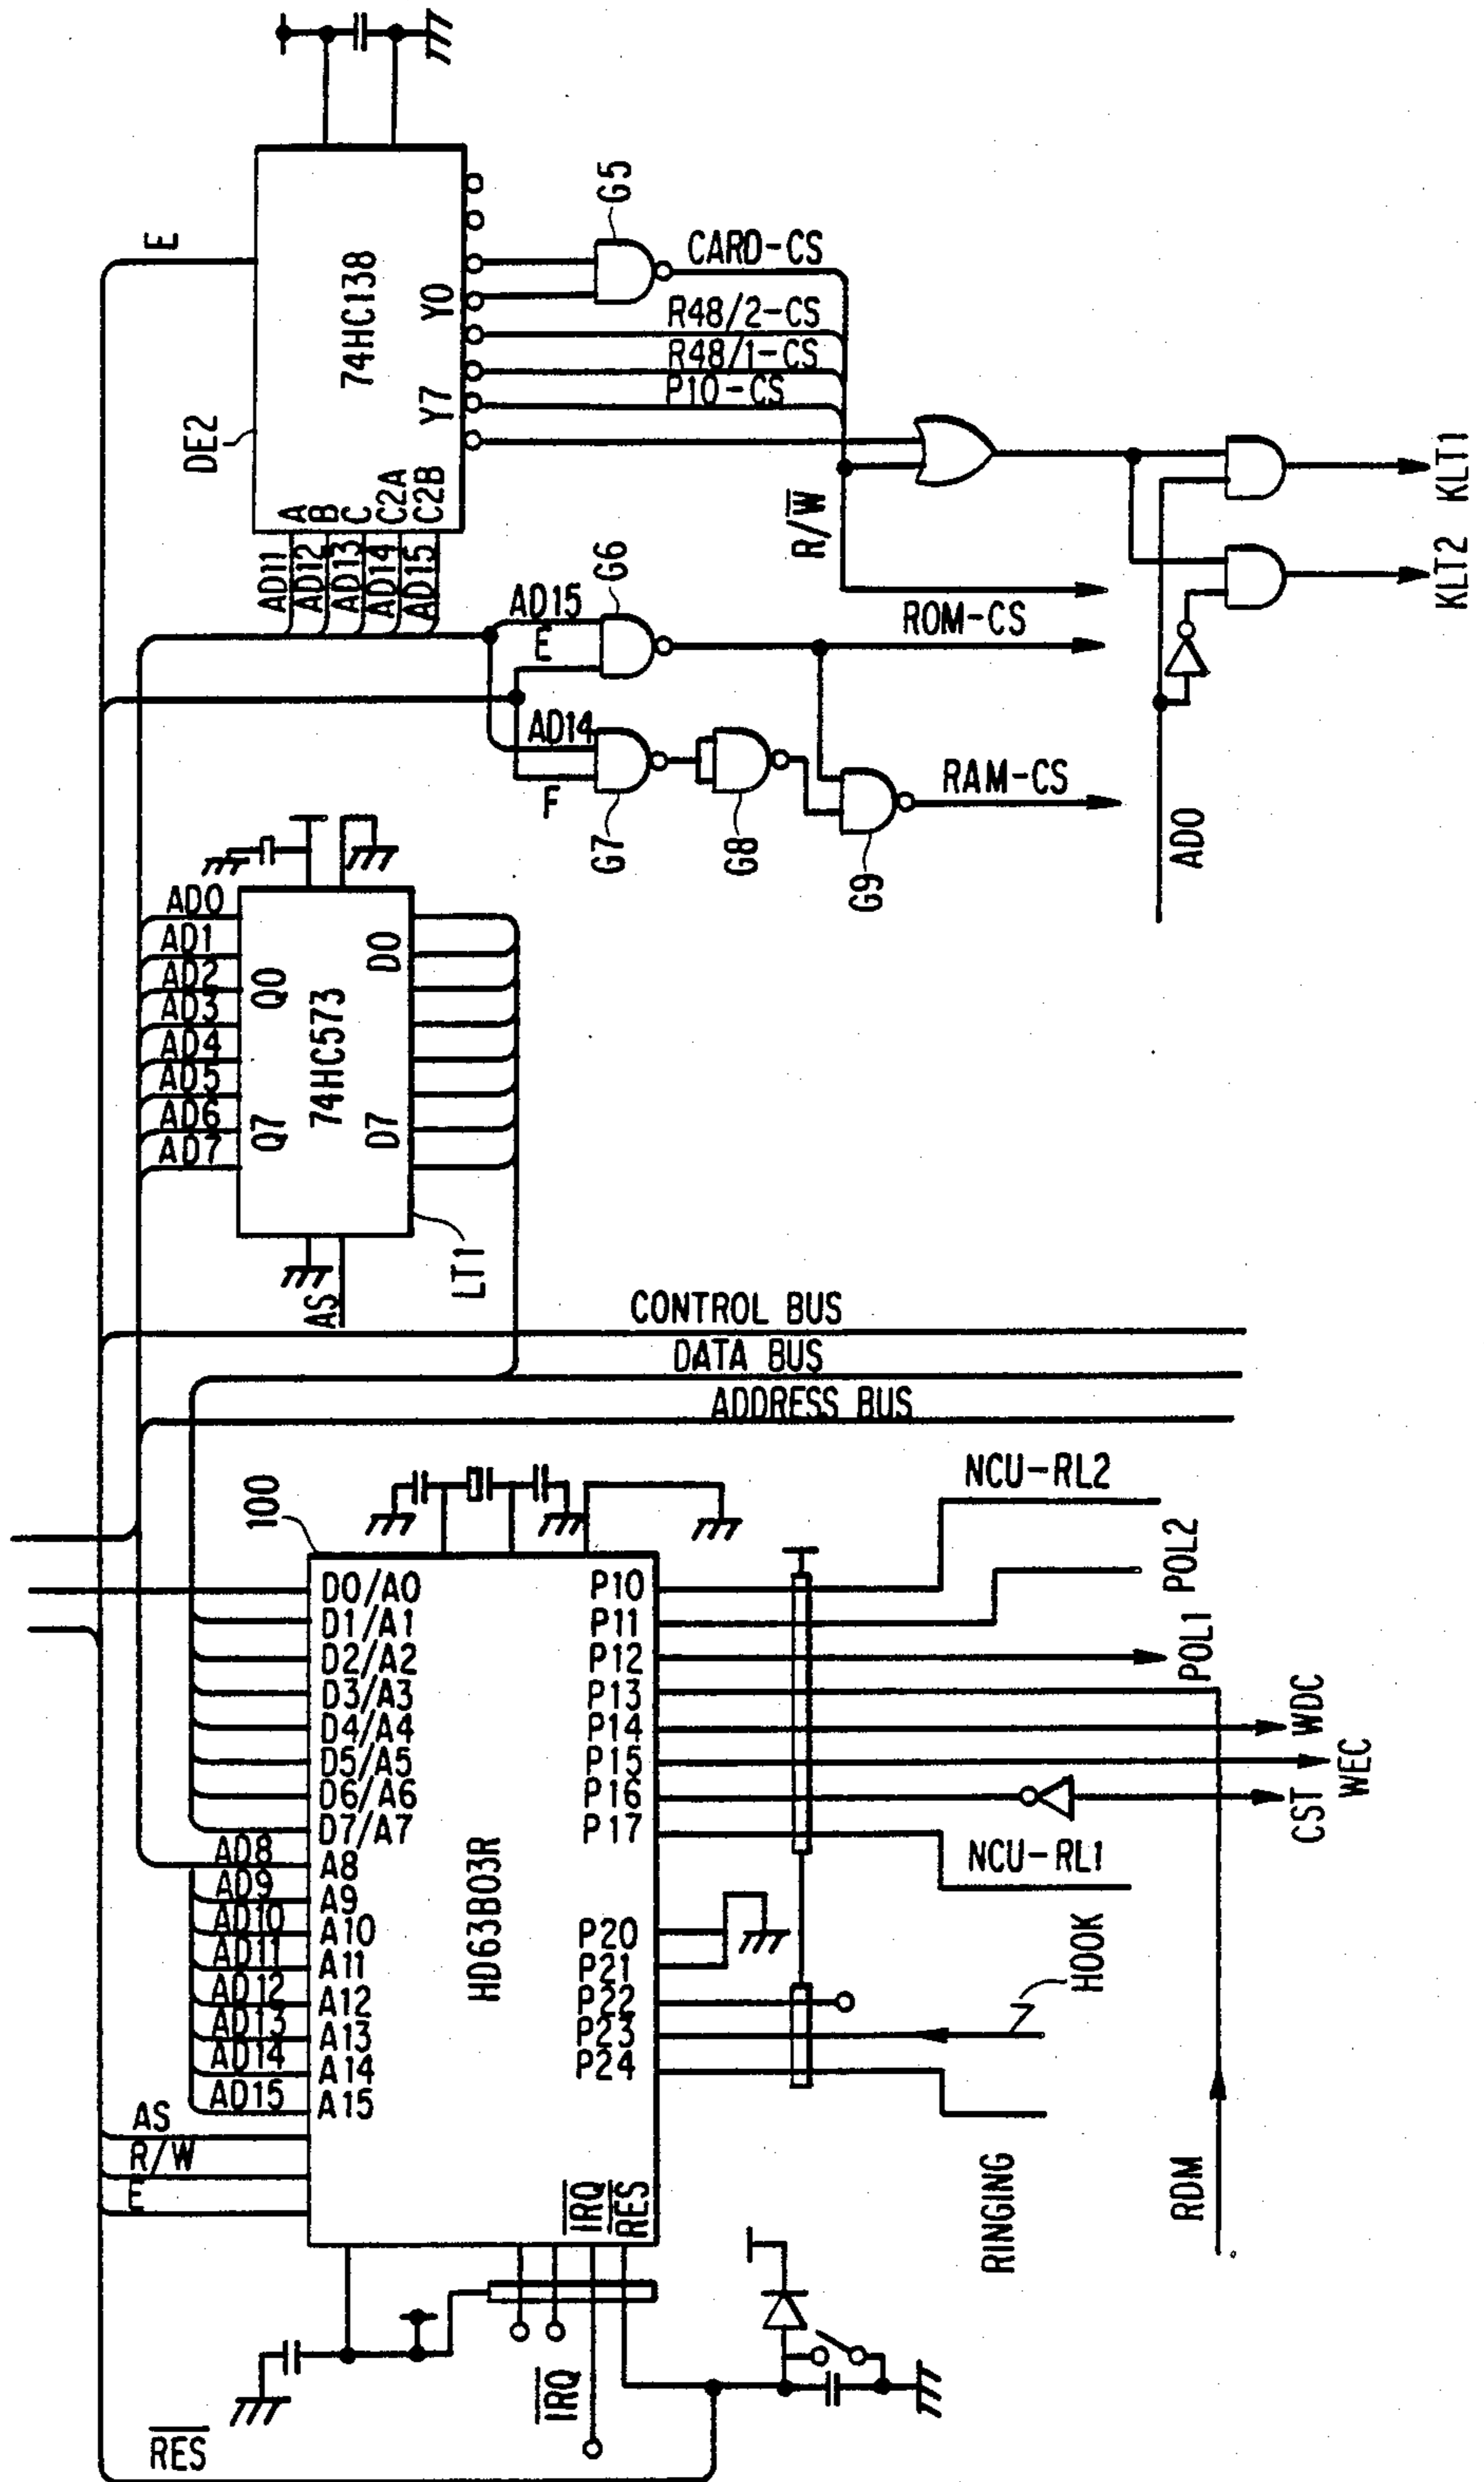 E
DE2
74HC138
A
B
C
C2A
C2B
Y0
Y7
AD11
AD12
AD13
AD14
AD15
G5
CARD-CS
R48/2-CS
R48/1-CS
P10-CS
R/W̅
AD15
E
G6
ROM-CS
AD14
F
G7
G8
G9
RAM-CS
AD0
KLT1
KLT2
AD0
AD1
AD2
AD3
AD4
AD5
AD6
AD7
Q0
Q7
74HC573
D0
D7
AS
LT1
CONTROL BUS
DATA BUS
ADDRESS BUS
100
D0/A0
D1/A1
D2/A2
D3/A3
D4/A4
D5/A5
D6/A6
D7/A7
A8
A9
A10
A11
A12
A13
A14
A15
AD8
AD9
AD10
AD11
AD12
AD13
AD14
AD15
AS
R/W
E
HD63B03R
P10
P11
P12
P13
P14
P15
P16
P17
P20
P21
P22
P23
P24
I̅R̅Q̅
R̅E̅S̅
NCU-RL2
POL2
POL1
WDC
WEC
CST
NCU-RL1
HOOK
RINGING
RDM
I̅R̅Q̅
R̅E̅S̅